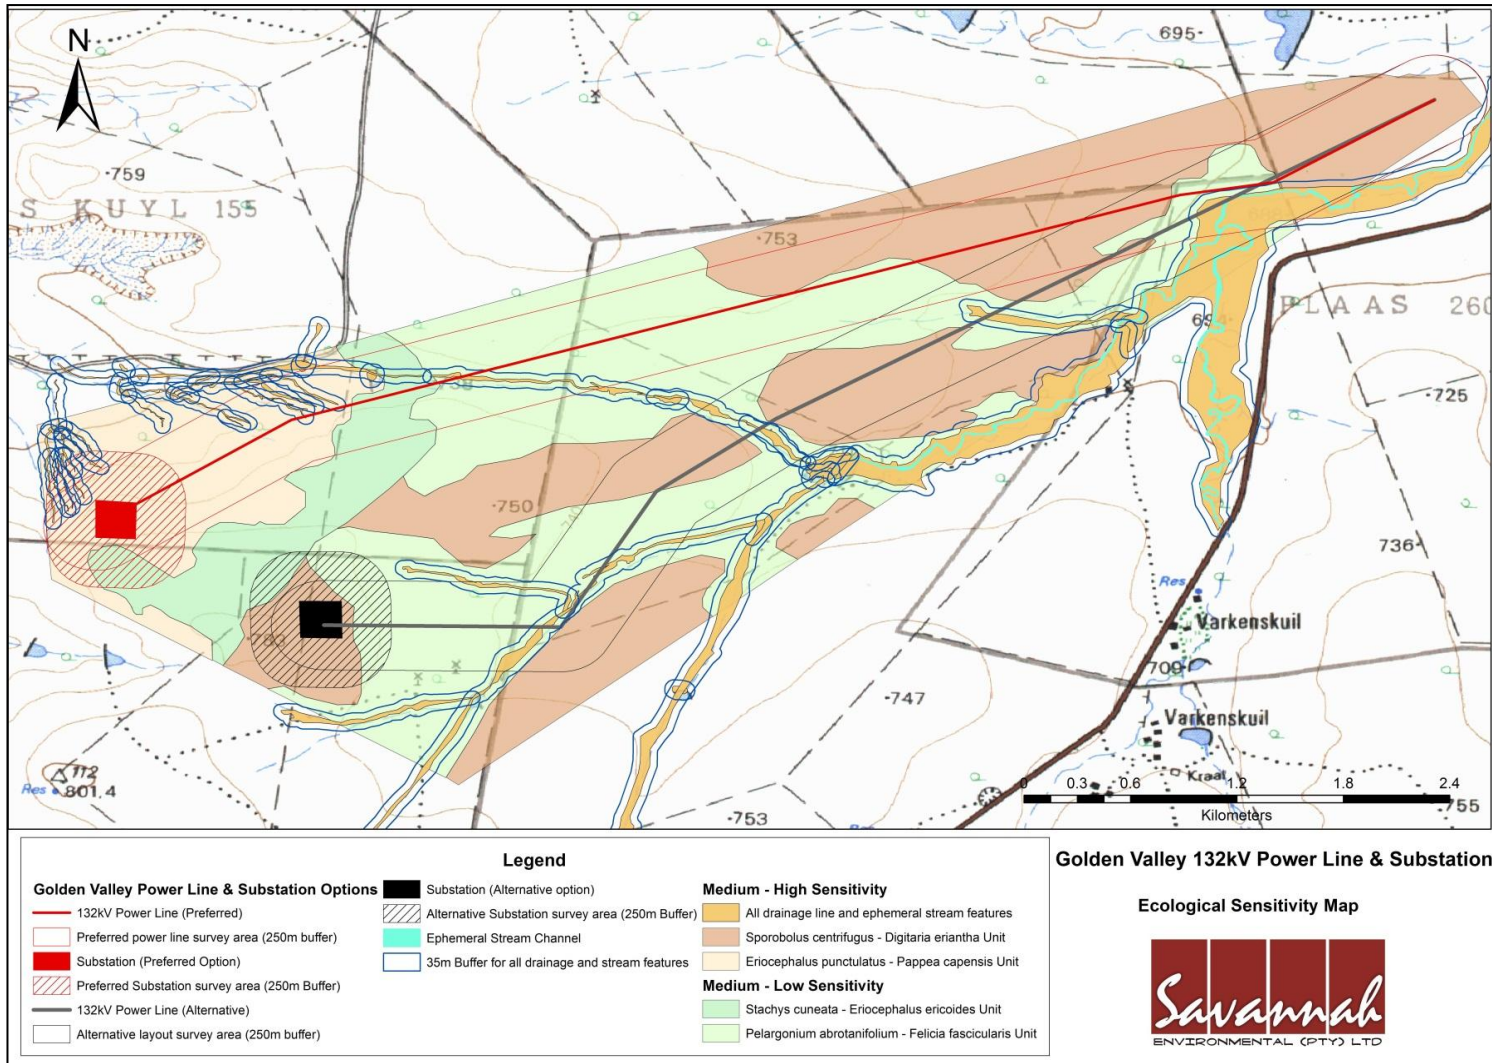 N
695
759
S KUYL 155
753
PLAAS 260
694
725
738
750
736
Res
Varkenskuil
783
709
747
Varkenskuil
112
Res 801.4
Kraal
753
755
0 0.3 0.6 1.2 1.8 2.4
Kilometers
Legend
Golden Valley Power Line & Substation Options
132kV Power Line (Preferred)
Preferred power line survey area (250m buffer)
Substation (Preferred Option)
Preferred Substation survey area (250m Buffer)
132kV Power Line (Alternative)
Alternative layout survey area (250m buffer)
Substation (Alternative option)
Alternative Substation survey area (250m Buffer)
Ephemeral Stream Channel
35m Buffer for all drainage and stream features
Medium - High Sensitivity
All drainage line and ephemeral stream features
Sporobolus centrifugus - Digitaria eriantha Unit
Eriocephalus punctulatus - Pappea capensis Unit
Medium - Low Sensitivity
Stachys cuneata - Eriocephalus ericoides Unit
Pelargonium abrotanifolium - Felicia fascicularis Unit
Golden Valley 132kV Power Line & Substation
Ecological Sensitivity Map
Savannah
ENVIRONMENTAL (PTY) LTD